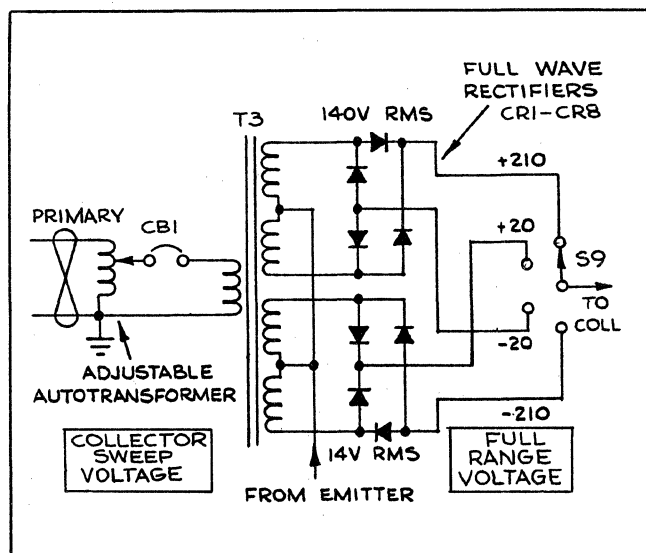 FULL WAVE
RECTIFIERS
CR1-CR8
140V RMS
T3
+210
PRIMARY
CB1
+20
S9
TO
COLL
-20
ADJUSTABLE
AUTOTRANSFORMER
-210
COLLECTOR
SWEEP
VOLTAGE
14V RMS
FULL
RANGE
VOLTAGE
FROM EMITTER